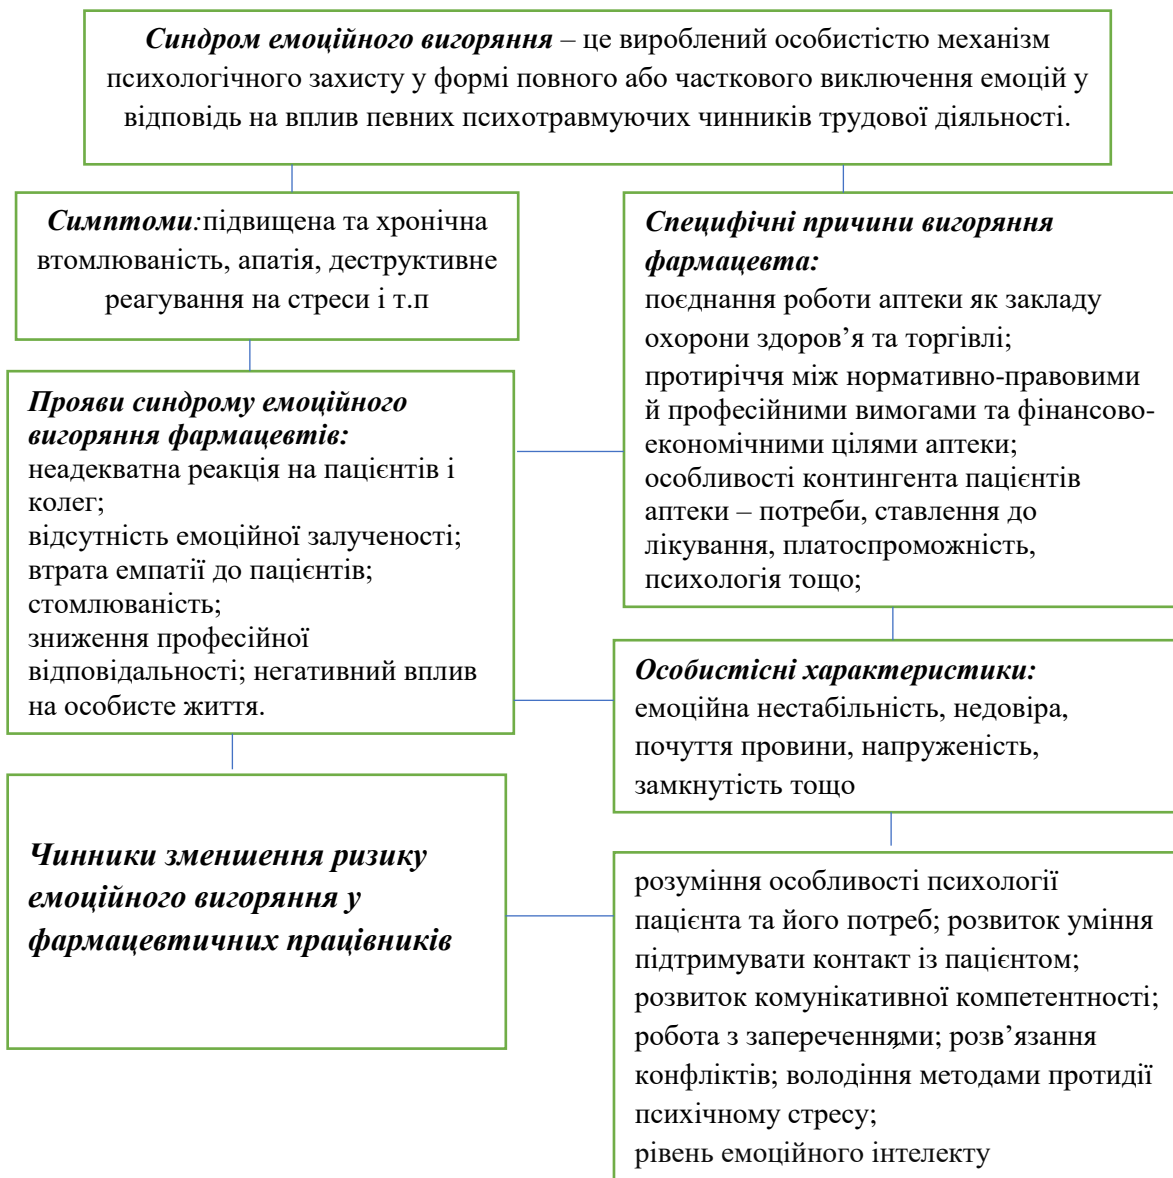 Синдром емоційного вигоряння – це вироблений особистістю механізм
психологічного захисту у формі повного або часткового виключення емоцій у
відповідь на вплив певних психотравмуючих чинників трудової діяльності.
Симптоми:підвищена та хронічна
втомлюваність, апатія, деструктивне
реагування на стреси і т.п
Специфічні причини вигоряння
фармацевта:
поєднання роботи аптеки як закладу
охорони здоров’я та торгівлі;
протиріччя між нормативно-правовими
й професійними вимогами та фінансово-
економічними цілями аптеки;
особливості контингента пацієнтів
аптеки – потреби, ставлення до
лікування, платоспроможність,
психологія тощо;
Прояви синдрому емоційного
вигоряння фармацевтів:
неадекватна реакція на пацієнтів і
колег;
відсутність емоційної залученості;
втрата емпатії до пацієнтів;
стомлюваність;
зниження професійної
відповідальності; негативний вплив
на особисте життя.
Особистісні характеристики:
емоційна нестабільність, недовіра,
почуття провини, напруженість,
замкнутість тощо
Чинники зменшення ризику
емоційного вигоряння у
фармацевтичних працівників
розуміння особливості психології
пацієнта та його потреб; розвиток уміння
підтримувати контакт із пацієнтом;
розвиток комунікативної компетентності;
робота з запереченнями; розв’язання
конфліктів; володіння методами протидії
психічному стресу;
рівень емоційного інтелекту